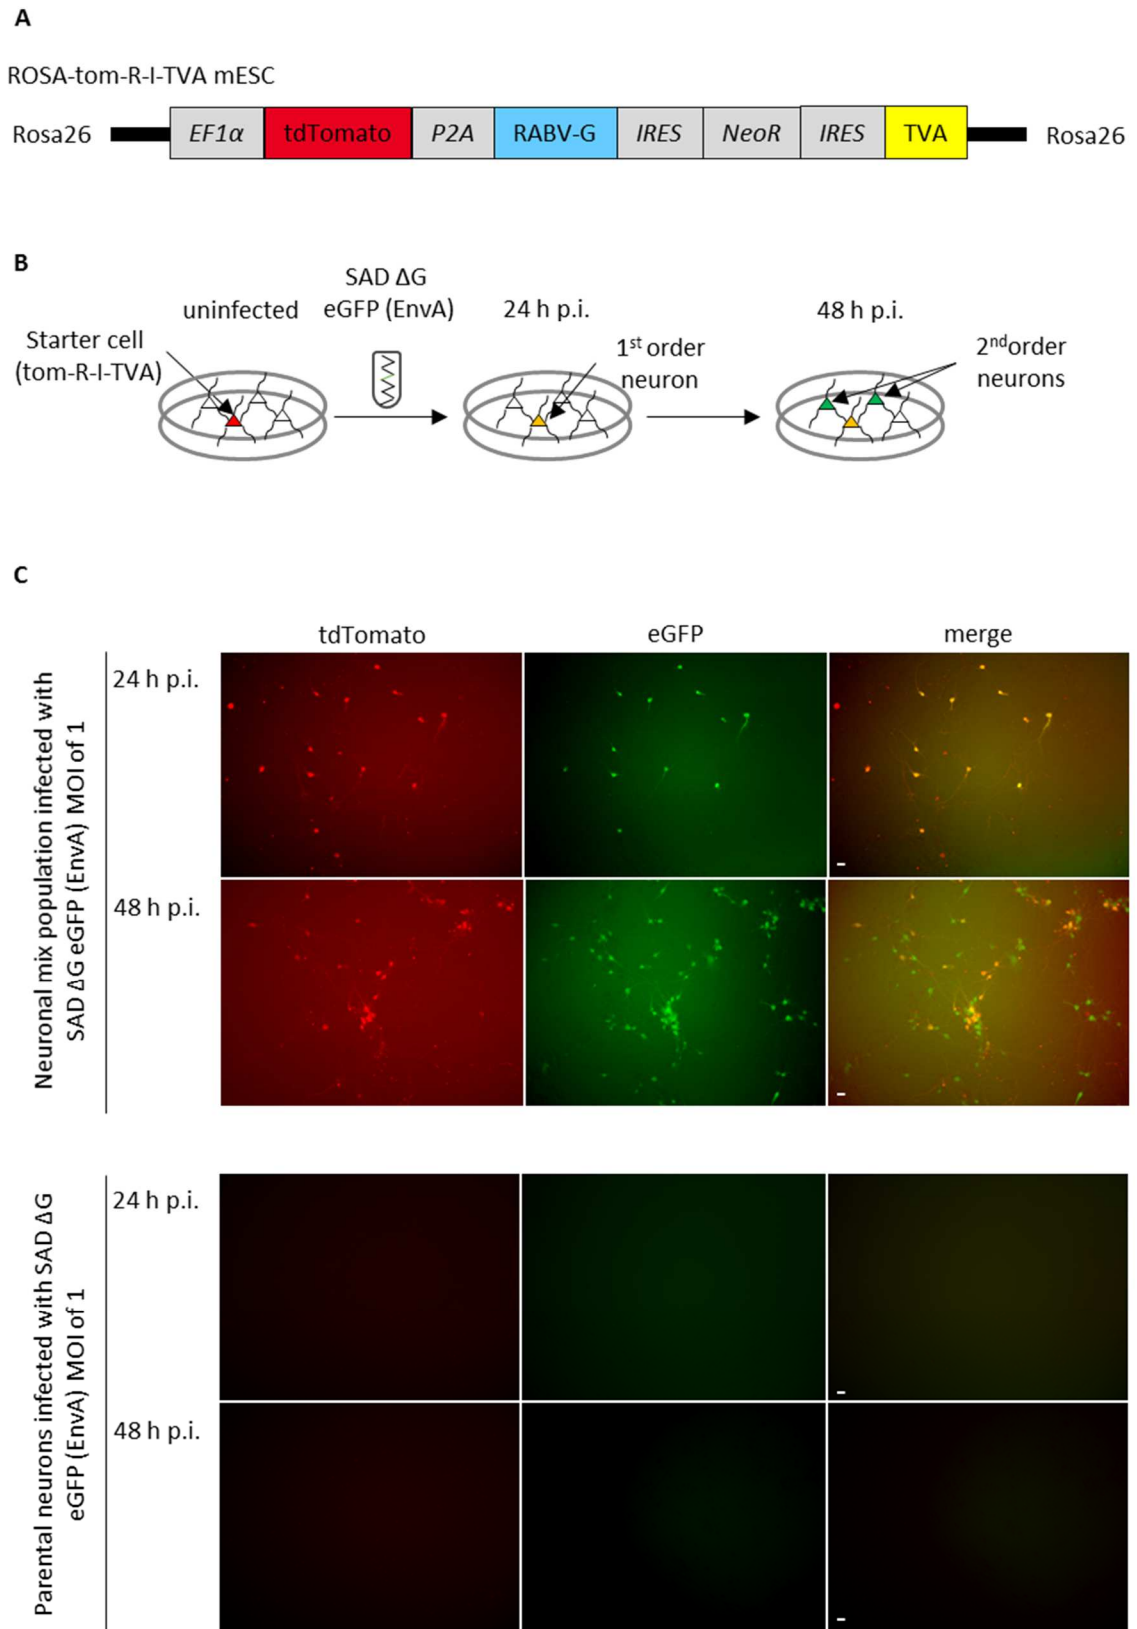 A
ROSA-tom-R-I-TVA mESC
Rosa26 EF1α tdTomato P2A RABV-G IRES NeoR IRES TVA Rosa26
B
Starter cell
(tom-R-I-TVA)
uninfected
SAD ΔG
eGFP (EnvA)
24 h p.i.
1st order
neuron
48 h p.i.
2nd order
neurons
C
tdTomato eGFP merge
Neuronal mix population infected with
SAD ΔG eGFP (EnvA) MOI of 1
24 h p.i.
48 h p.i.
Parental neurons infected with SAD ΔG
eGFP (EnvA) MOI of 1
24 h p.i.
48 h p.i.